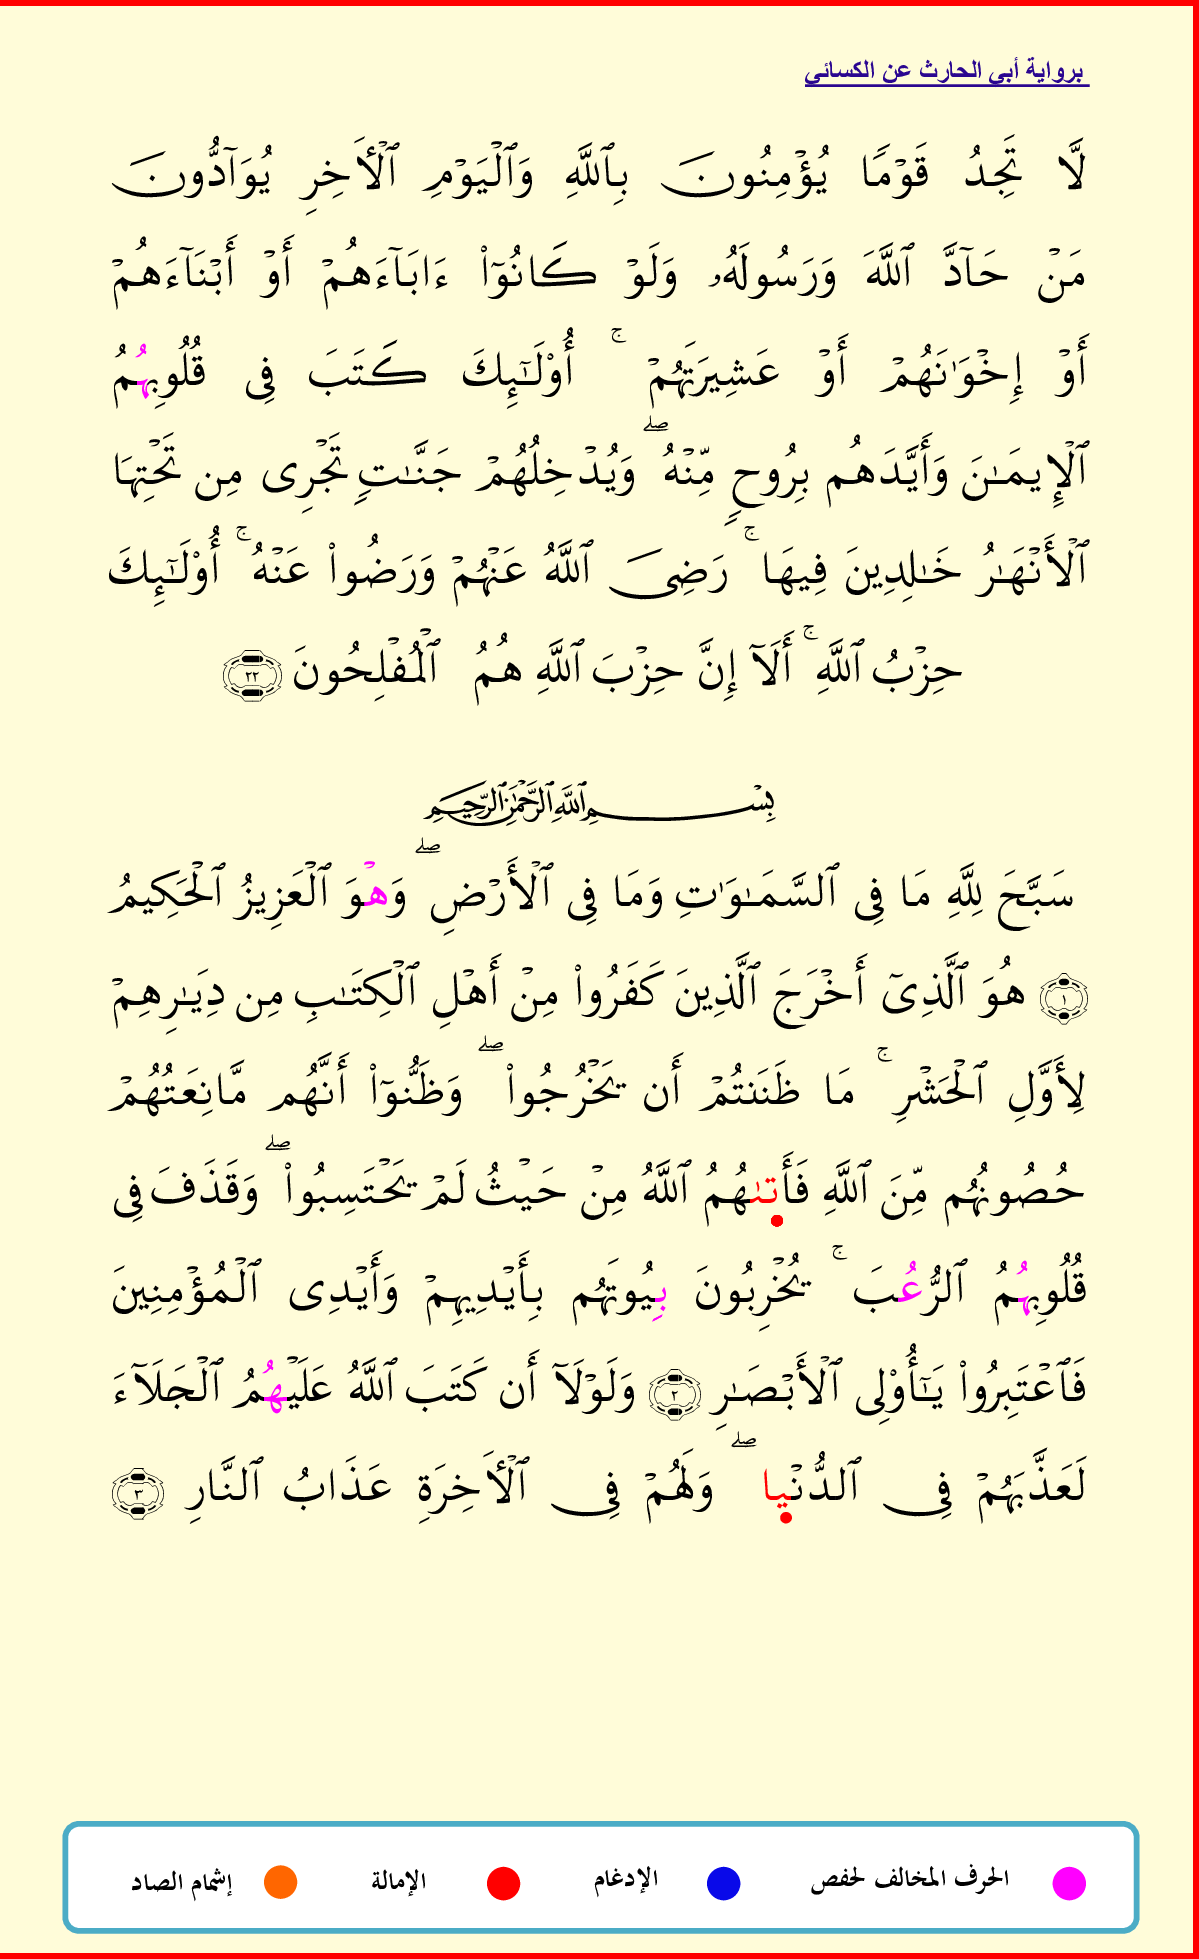 برواية أبي الحارث عن الكسائي
لَّا تَجِدُ قَوْمًا يُؤْمِنُونَ بِٱللَّهِ وَٱلْيَوْمِ ٱلْأَخِرِ يُوَآدُّونَ
مَنْ حَآدَّ ٱللَّهَ وَرَسُولَهُۥ وَلَوْ كَانُوٓا۟ ءَابَآءَهُمْ أَوْ أَبْنَآءَهُمْ
أَوْ إِخْوَٰنَهُمْ أَوْ عَشِيرَتَهُمْ ۚ أُو۟لَـٰٓئِكَ كَتَبَ فِى قُلُوبِهُمُ
ٱلْإِيمَـٰنَ وَأَيَّدَهُم بِرُوحٍ مِّنْهُ ۖ وَيُدْخِلُهُمْ جَنَّـٰتٍ تَجْرِى مِن تَحْتِهَا
ٱلْأَنْهَـٰرُ خَـٰلِدِينَ فِيهَا ۚ رَضِىَ ٱللَّهُ عَنْهُمْ وَرَضُوا۟ عَنْهُ ۚ أُو۟لَـٰٓئِكَ
حِزْبُ ٱللَّهِ ۚ أَلَآ إِنَّ حِزْبَ ٱللَّهِ هُمُ ٱلْمُفْلِحُونَ ٢٢
بِسْمِ ٱللَّهِ ٱلرَّحْمَـٰنِ ٱلرَّحِيمِ
سَبَّحَ لِلَّهِ مَا فِى ٱلسَّمَـٰوَٰتِ وَمَا فِى ٱلْأَرْضِ ۖ وَهْوَ ٱلْعَزِيزُ ٱلْحَكِيمُ
١ هُوَ ٱلَّذِىٓ أَخْرَجَ ٱلَّذِينَ كَفَرُوا۟ مِنْ أَهْلِ ٱلْكِتَـٰبِ مِن دِيَـٰرِهِمْ
لِأَوَّلِ ٱلْحَشْرِ ۚ مَا ظَنَنتُمْ أَن يَخْرُجُوا۟ ۖ وَظَنُّوٓا۟ أَنَّهُم مَّانِعَتُهُمْ
حُصُونُهُم مِّنَ ٱللَّهِ فَأَتىٰهُمُ ٱللَّهُ مِنْ حَيْثُ لَمْ يَحْتَسِبُوا۟ ۖ وَقَذَفَ فِى
قُلُوبِهُمُ ٱلرُّعُبَ ۚ يُخْرِبُونَ بِيُوتَهُم بِأَيْدِيهِمْ وَأَيْدِى ٱلْمُؤْمِنِينَ
فَٱعْتَبِرُوا۟ يَـٰٓأُو۟لِى ٱلْأَبْصَـٰرِ ٢ وَلَوْلَآ أَن كَتَبَ ٱللَّهُ عَلَيْهُمُ ٱلْجَلَآءَ
لَعَذَّبَهُمْ فِى ٱلدُّنْيا ۖ وَلَهُمْ فِى ٱلْأَخِرَةِ عَذَابُ ٱلنَّارِ ٣
الحرف المخالف لحفص الإدغام الإمالة إشمام الصاد